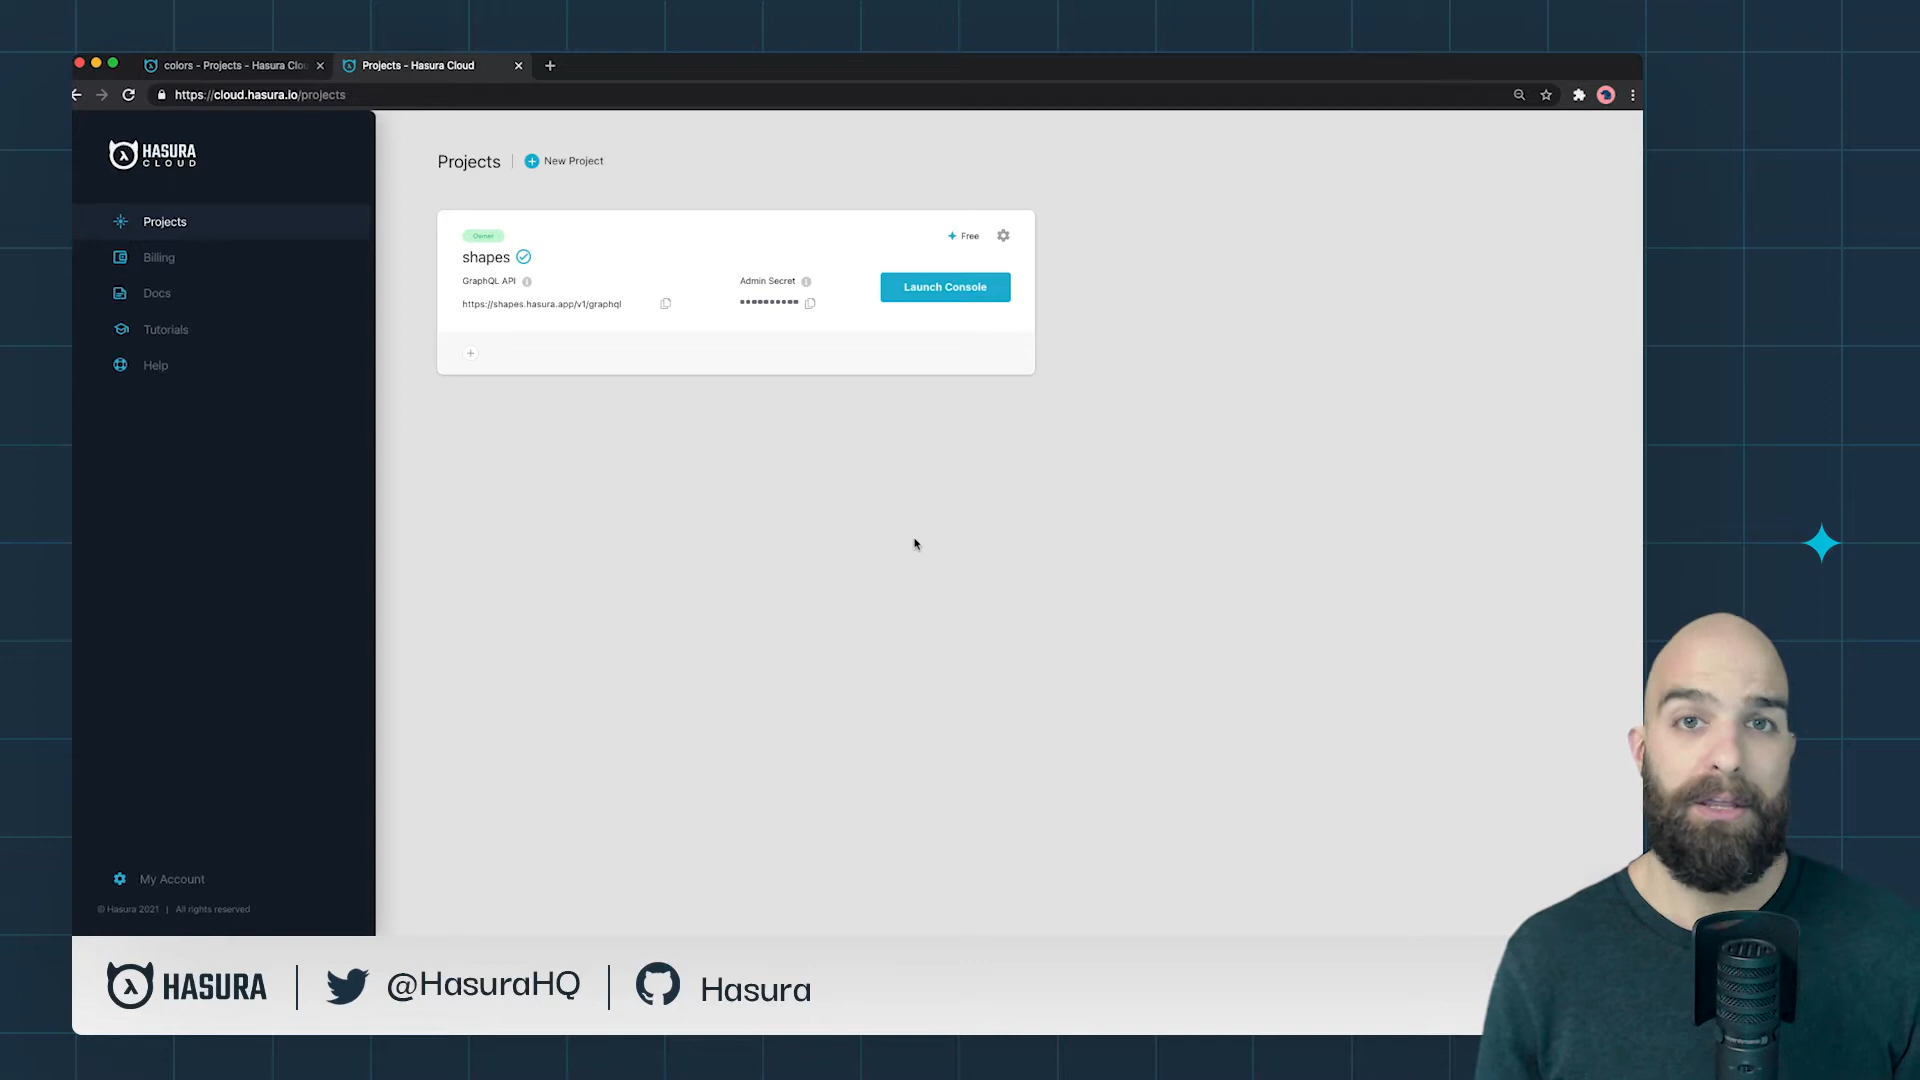 colors - Projects - Hasura Clou
Projects - Hasura Cloud
https://cloud.hasura.io/projects
HASURA
CLOUD
Projects
Billing
Docs
Tutorials
Help
My Account
© Hasura 2021 | All rights reserved
Projects | New Project
Owner
Free
shapes
GraphQL API
https://shapes.hasura.app/v1/graphql
Admin Secret
**********
Launch Console
HASURA | @HasuraHQ | Hasura